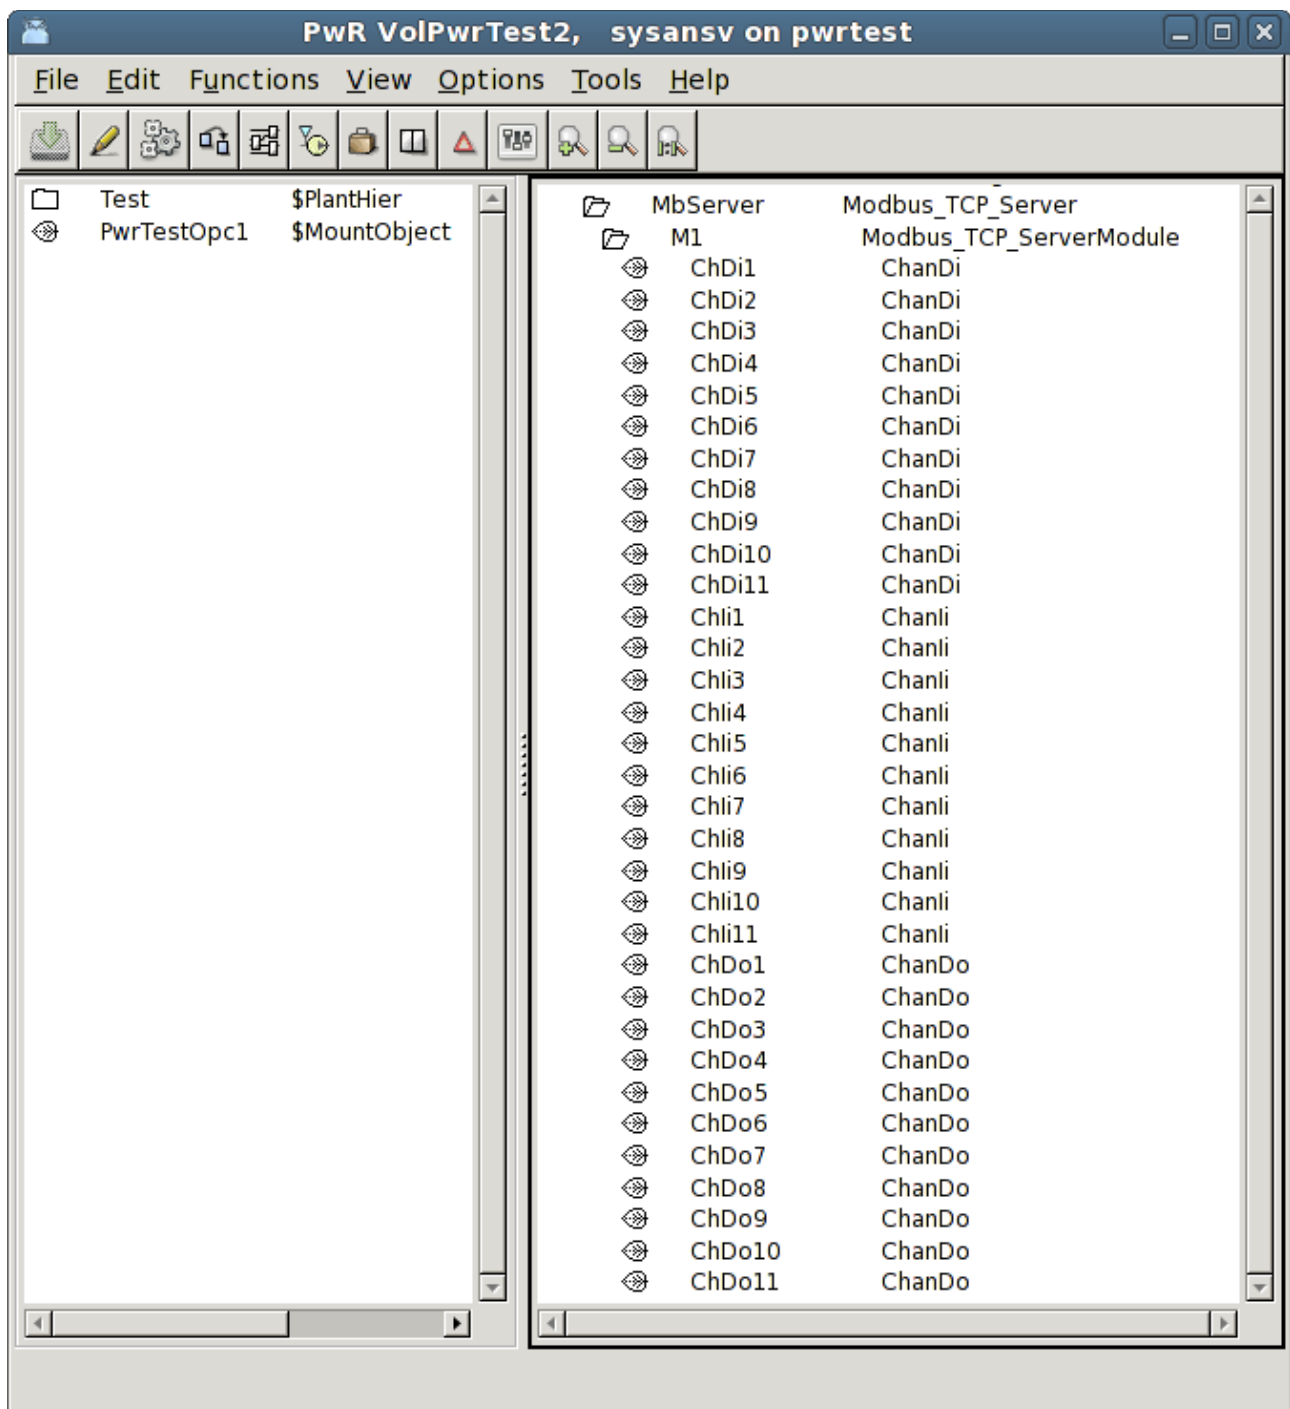 PwR VolPwrTest2, sysansv on pwrtest
File Edit Functions View Options Tools Help
Test $PlantHier
PwrTestOpc1 $MountObject
MbServer Modbus_TCP_Server
M1 Modbus_TCP_ServerModule
ChDi1 ChanDi
ChDi2 ChanDi
ChDi3 ChanDi
ChDi4 ChanDi
ChDi5 ChanDi
ChDi6 ChanDi
ChDi7 ChanDi
ChDi8 ChanDi
ChDi9 ChanDi
ChDi10 ChanDi
ChDi11 ChanDi
ChIi1 ChanIi
ChIi2 ChanIi
ChIi3 ChanIi
ChIi4 ChanIi
ChIi5 ChanIi
ChIi6 ChanIi
ChIi7 ChanIi
ChIi8 ChanIi
ChIi9 ChanIi
ChIi10 ChanIi
ChIi11 ChanIi
ChDo1 ChanDo
ChDo2 ChanDo
ChDo3 ChanDo
ChDo4 ChanDo
ChDo5 ChanDo
ChDo6 ChanDo
ChDo7 ChanDo
ChDo8 ChanDo
ChDo9 ChanDo
ChDo10 ChanDo
ChDo11 ChanDo